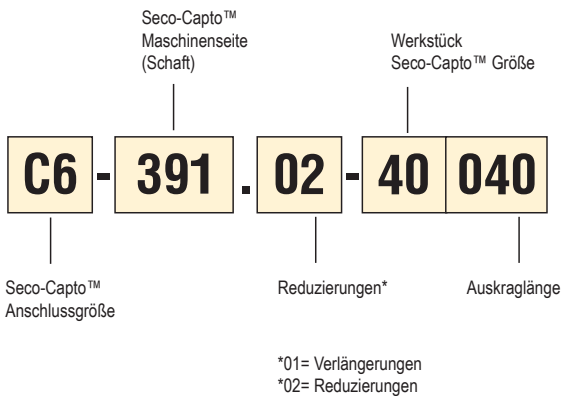 Seco-Capto™
Maschinenseite
(Schaft)
Werkstück
Seco-Capto™ Größe
C6 - 391 . 02 - 40 040
Seco-Capto™
Anschlussgröße
Reduzierungen*
Auskraglänge
*01= Verlängerungen
*02= Reduzierungen